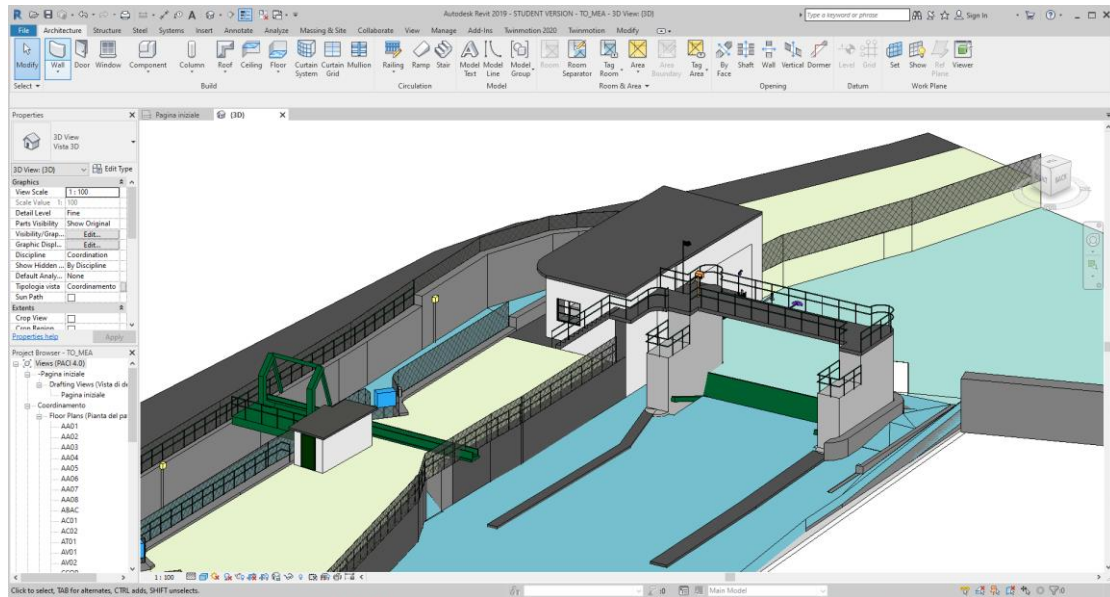 Autodesk Revit 2019 - STUDENT VERSION - TO_MEA - 3D View: {3D}
Type a keyword or phrase
Sign In
File Architecture Structure Steel Systems Insert Annotate Analyze Massing & Site Collaborate View Manage Add-Ins Twinmotion 2020 Twinmotion Modify
Modify Wall Door Window Component Column Roof Ceiling Floor Curtain System Curtain Grid Mullion Railing Ramp Stair Model Text Model Line Model Group Room Room Separator Tag Room Area Area Boundary Tag Area By Face Shaft Wall Vertical Dormer Level Grid Set Show Ref Plane Viewer
Select Build Circulation Model Room & Area Opening Datum Work Plane
Properties
Pagina iniziale
{3D}
3D View
Vista 3D
3D View: {3D} Edit Type
Graphics
View Scale 1 : 100
Scale Value 1: 100
Detail Level Fine
Parts Visibility Show Original
Visibility/Grap... Edit...
Graphic Displ... Edit...
Discipline Coordination
Show Hidden ... By Discipline
Default Analy... None
Tipologia vista Coordinamento
Sun Path
Extents
Crop View
Crop Region
Properties help Apply
Project Browser - TO_MEA
Views (PACI 4.0)
-Pagina iniziale
Drafting Views (Vista di de
Pagina iniziale
Coordinamento
Floor Plans (Pianta del pa
AA01
AA02
AA03
AA04
AA05
AA06
AA07
AA08
ABAC
AC01
AC02
AT01
AV01
AV02
BACK
1 : 100
Click to select, TAB for alternates, CTRL adds, SHIFT unselects.
:0
Main Model
:0